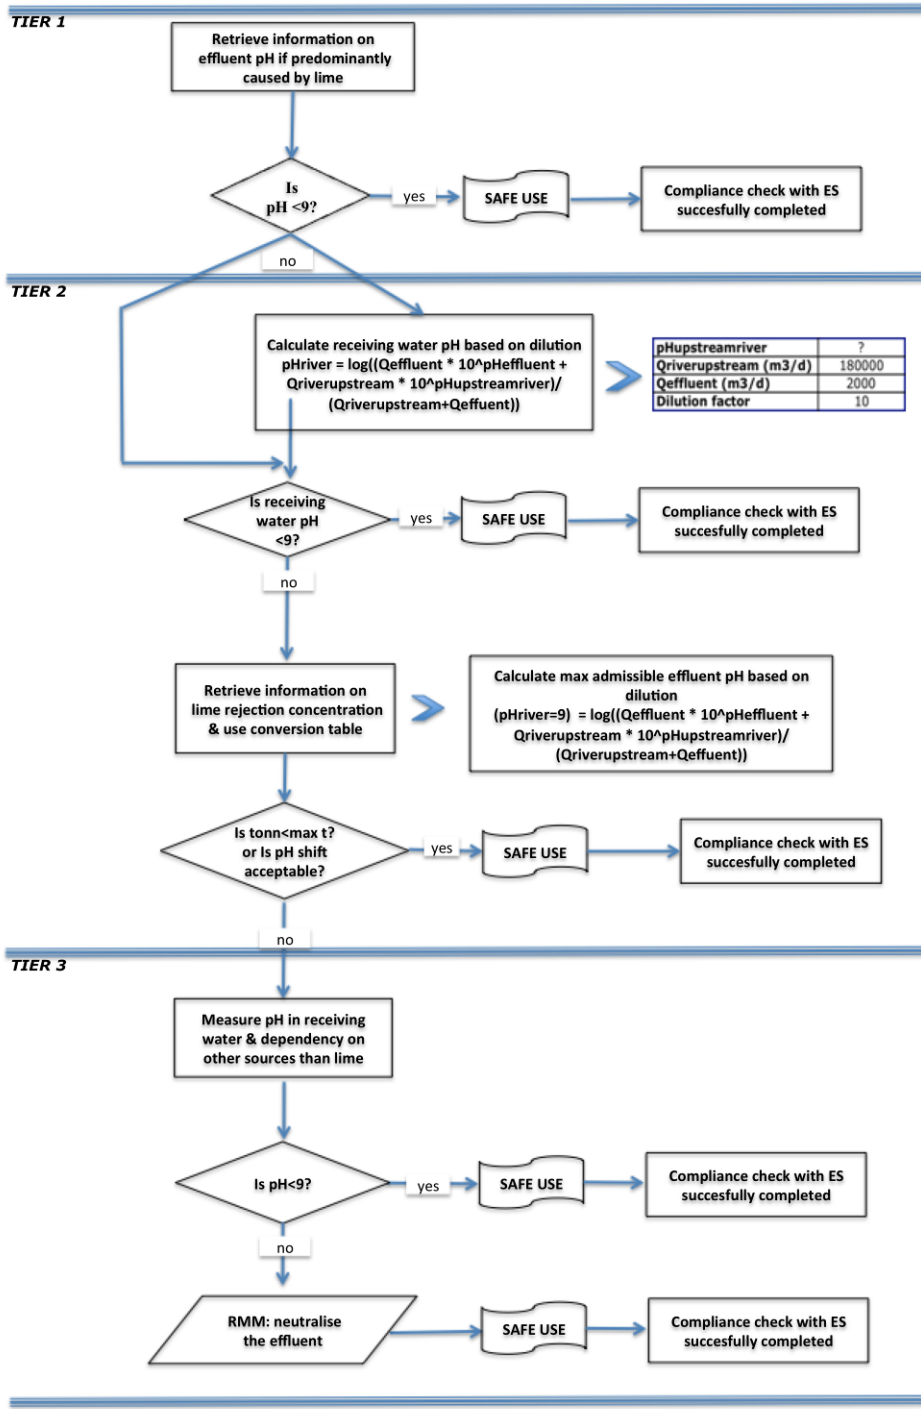 TIER 1
Retrieve information on
effluent pH if predominantly
caused by lime
Is
pH <9?
yes
SAFE USE
Compliance check with ES
succesfully completed
no
TIER 2
Calculate receiving water pH based on dilution
pHriver = log((Qeffluent * 10^pHeffluent +
Qriverupstream * 10^pHupstreamriver)/
(Qriverupstream+Qeffuent))
pHupstreamriver ?
Qriverupstream (m3/d) 180000
Qeffluent (m3/d) 2000
Dilution factor 10
Is receiving
water pH
<9?
yes
SAFE USE
Compliance check with ES
succesfully completed
no
Retrieve information on
lime rejection concentration
& use conversion table
Calculate max admissible effluent pH based on
dilution
(pHriver=9) = log((Qeffluent * 10^pHeffluent +
Qriverupstream * 10^pHupstreamriver)/
(Qriverupstream+Qeffuent))
Is tonn<max t?
or Is pH shift
acceptable?
yes
SAFE USE
Compliance check with ES
succesfully completed
no
TIER 3
Measure pH in receiving
water & dependency on
other sources than lime
Is pH<9?
yes
SAFE USE
Compliance check with ES
succesfully completed
no
RMM: neutralise
the effluent
SAFE USE
Compliance check with ES
succesfully completed